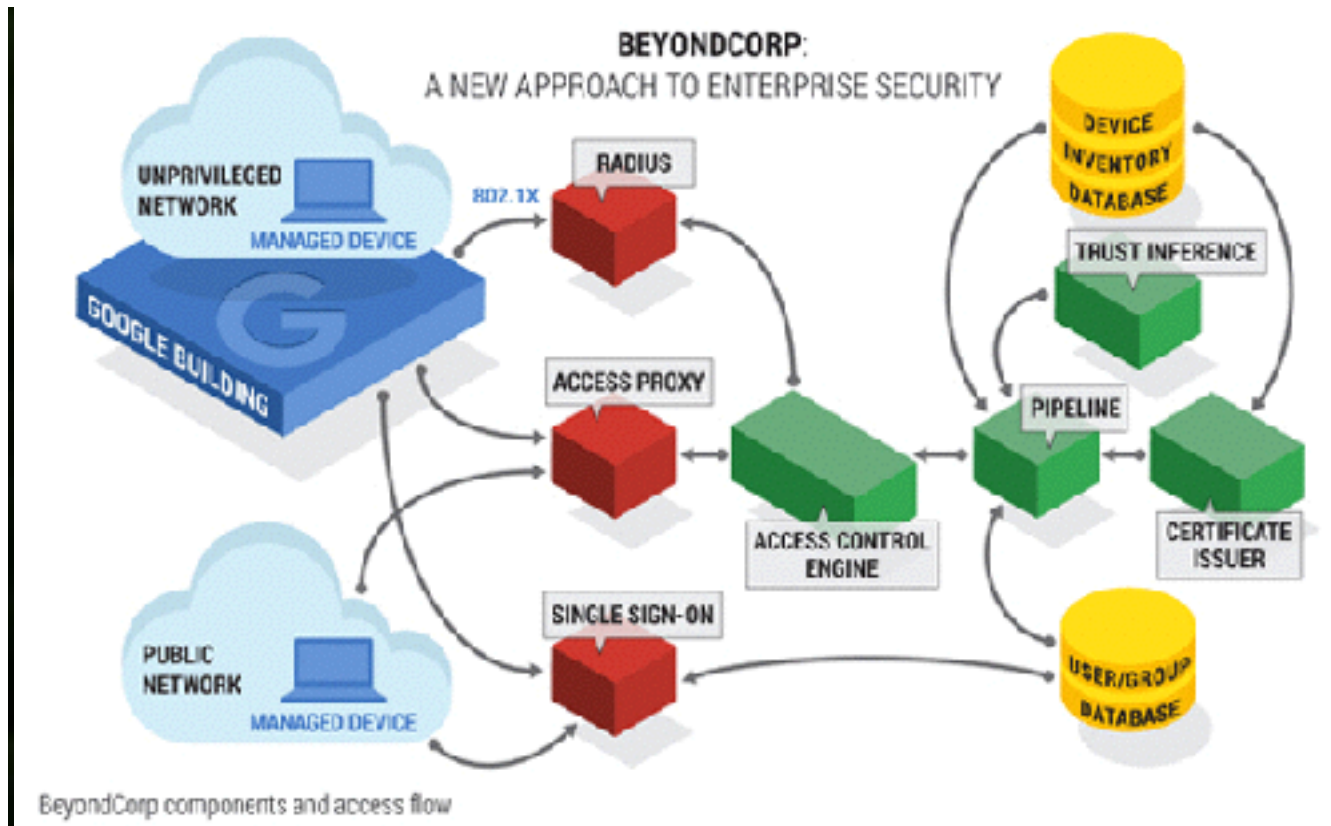 BEYONDCORP:
A NEW APPROACH TO ENTERPRISE SECURITY
UNPRIVILEGED
NETWORK
MANAGED DEVICE
G
GOOGLE BUILDING
802.1X
RADIUS
DEVICE
INVENTORY
DATABASE
TRUST INFERENCE
ACCESS PROXY
PIPELINE
ACCESS CONTROL
ENGINE
CERTIFICATE
ISSUER
SINGLE SIGN-ON
PUBLIC
NETWORK
MANAGED DEVICE
USER/GROUP
DATABASE
BeyondCorp components and access flow